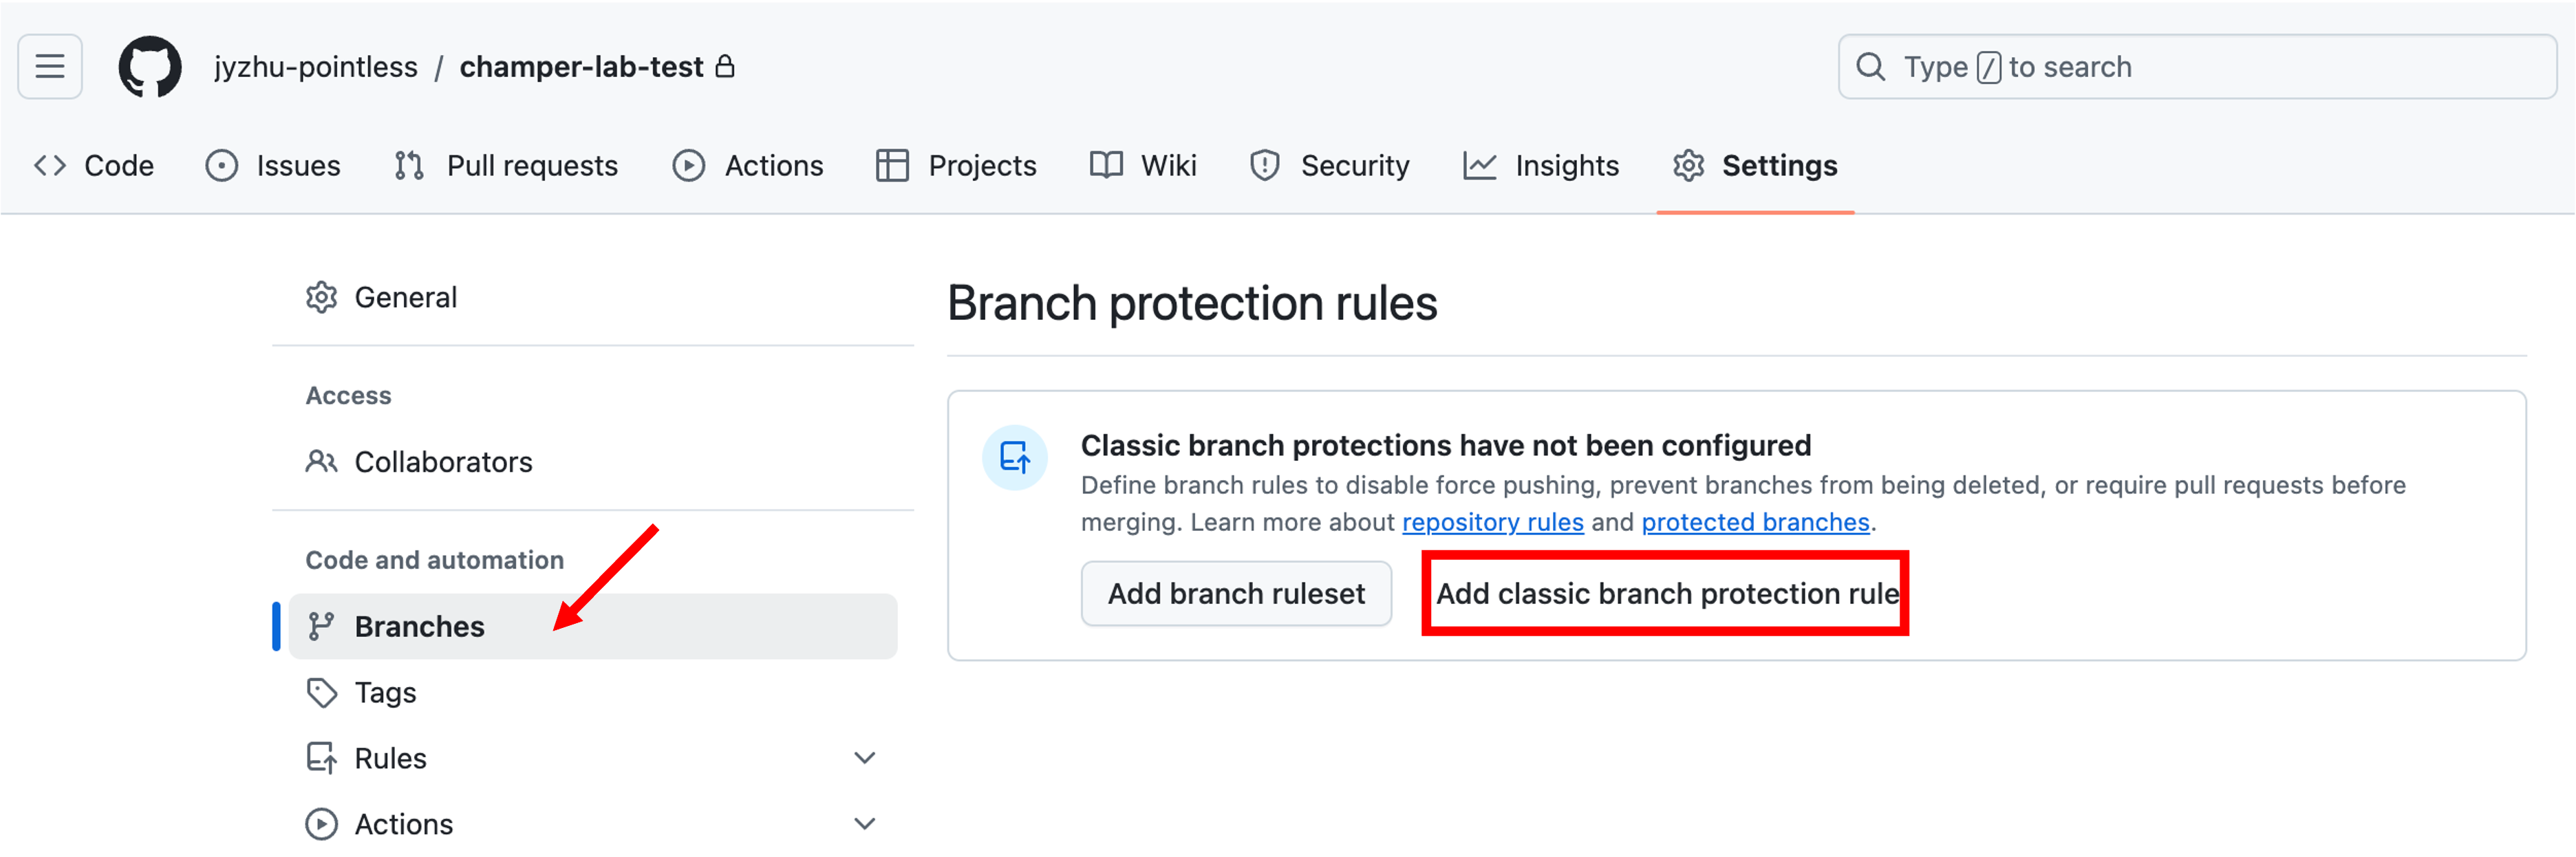 jyzhu-pointless / champer-lab-test
Type / to search
Code Issues Pull requests Actions Projects Wiki Security Insights Settings
General
Access
Collaborators
Code and automation
Branches
Tags
Rules
Actions
Branch protection rules
Classic branch protections have not been configured
Define branch rules to disable force pushing, prevent branches from being deleted, or require pull requests before
merging. Learn more about repository rules and protected branches.
Add branch ruleset
Add classic branch protection rule